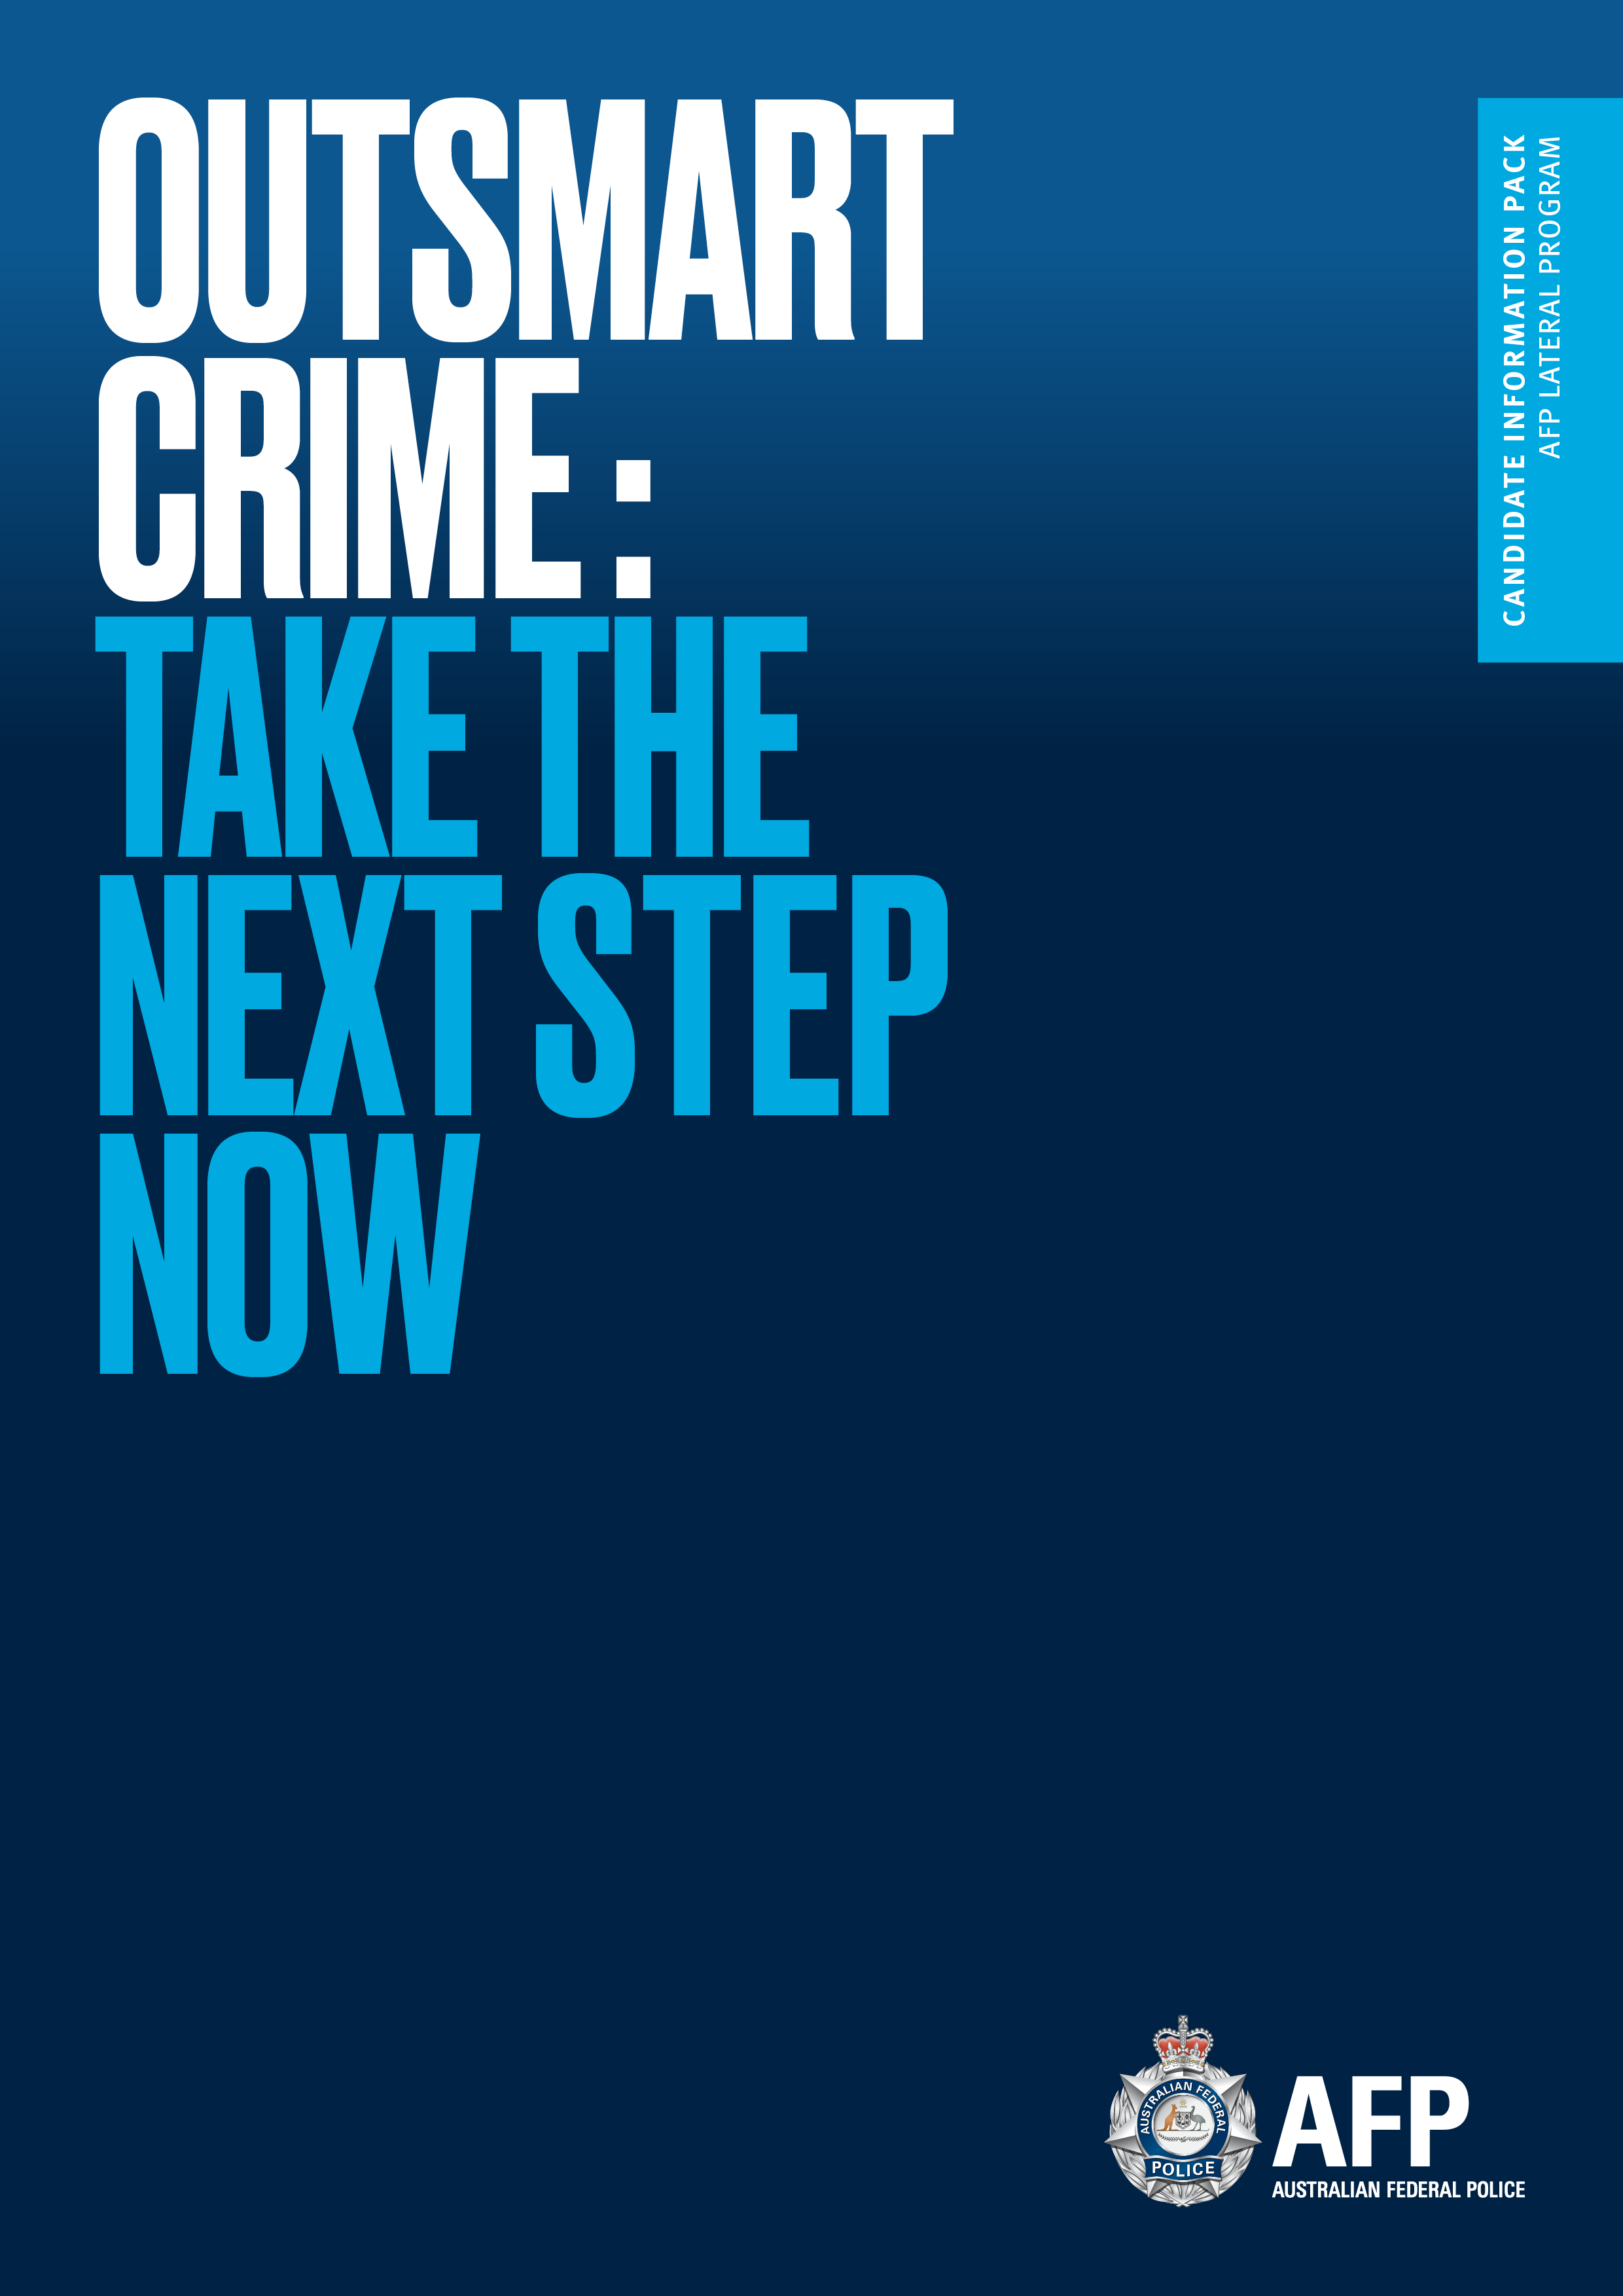 OUTSMART
CRIME :
TAKE THE
NEXT STEP
NOW
CANDIDATE INFORMATION PACK
AFP LATERAL PROGRAM
AUSTRALIAN FEDERAL
POLICE
AFP
AUSTRALIAN FEDERAL POLICE